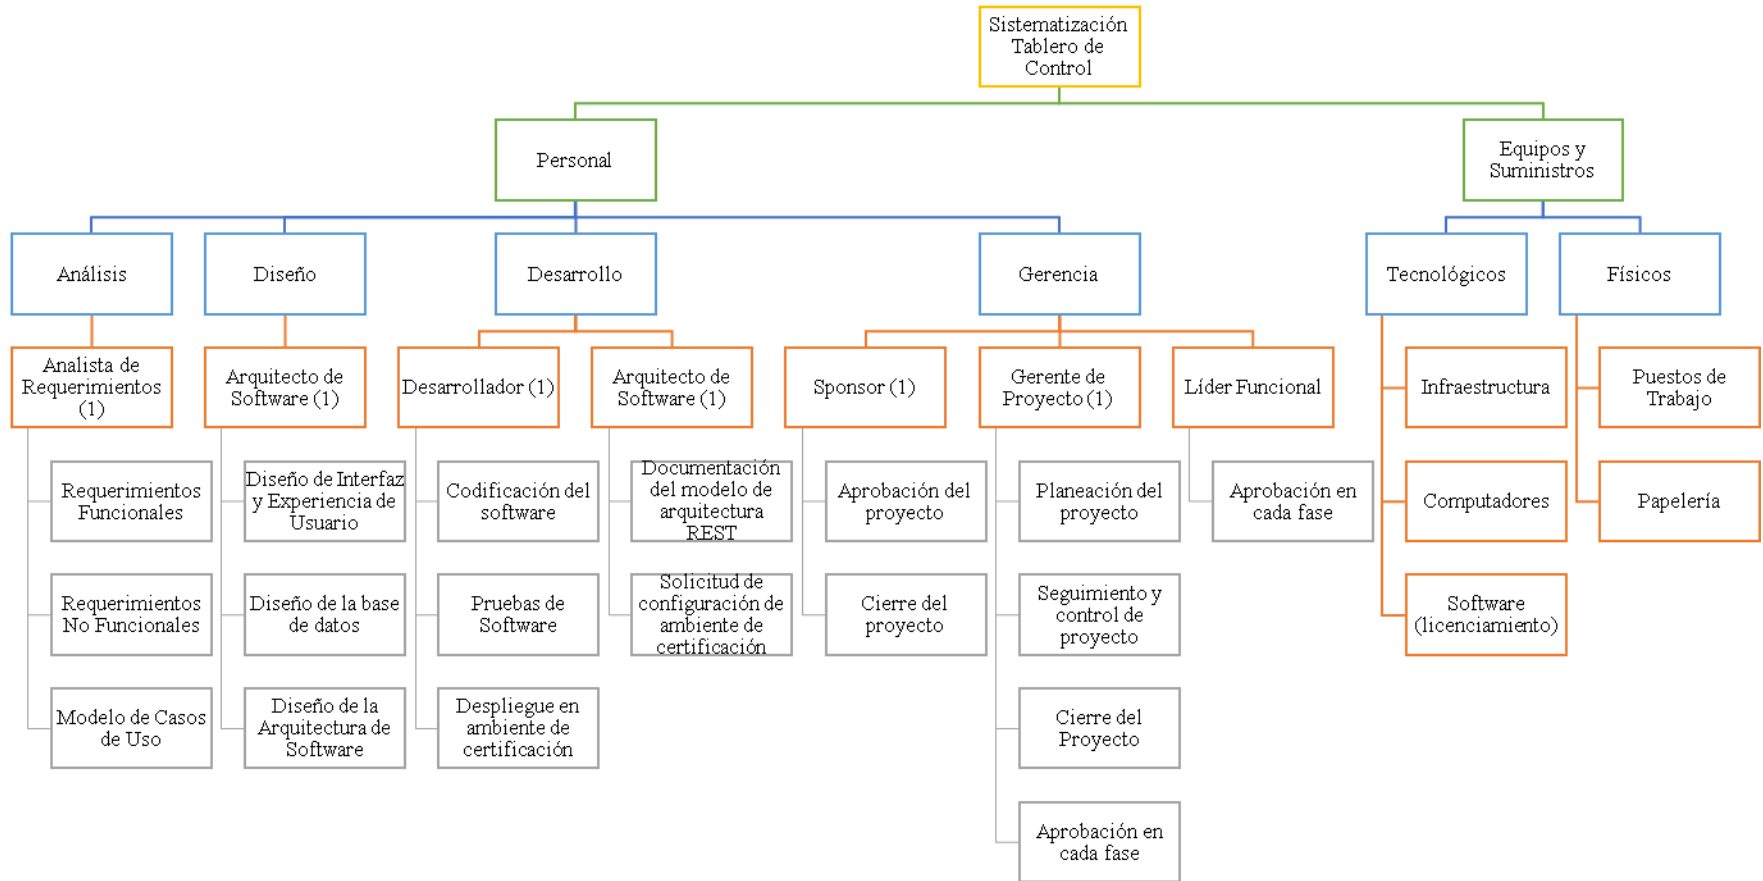 Sistematización
Tablero de
Control
Personal
Equipos y
Suministros
Análisis
Diseño
Desarrollo
Gerencia
Tecnológicos
Físicos
Analista de
Requerimientos
(1)
Arquitecto de
Software (1)
Desarrollador (1)
Arquitecto de
Software (1)
Sponsor (1)
Gerente de
Proyecto (1)
Líder Funcional
Infraestructura
Puestos de
Trabajo
Requerimientos
Funcionales
Diseño de Interfaz
y Experiencia de
Usuario
Codificación del
software
Documentación
del modelo de
arquitectura
REST
Aprobación del
proyecto
Planeación del
proyecto
Aprobación en
cada fase
Computadores
Papelería
Requerimientos
No Funcionales
Diseño de la base
de datos
Pruebas de
Software
Solicitud de
configuración de
ambiente de
certificación
Cierre del
proyecto
Seguimiento y
control de
proyecto
Software
(licenciamiento)
Modelo de Casos
de Uso
Diseño de la
Arquitectura de
Software
Despliegue en
ambiente de
certificación
Cierre del
Proyecto
Aprobación en
cada fase